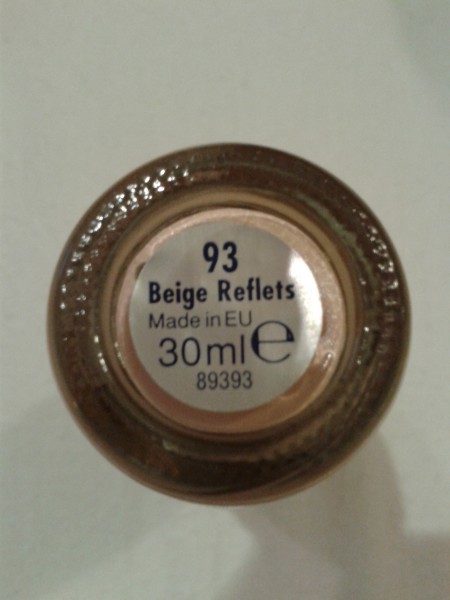 93
Beige Reflets
Made in EU
30ml ℮
89393